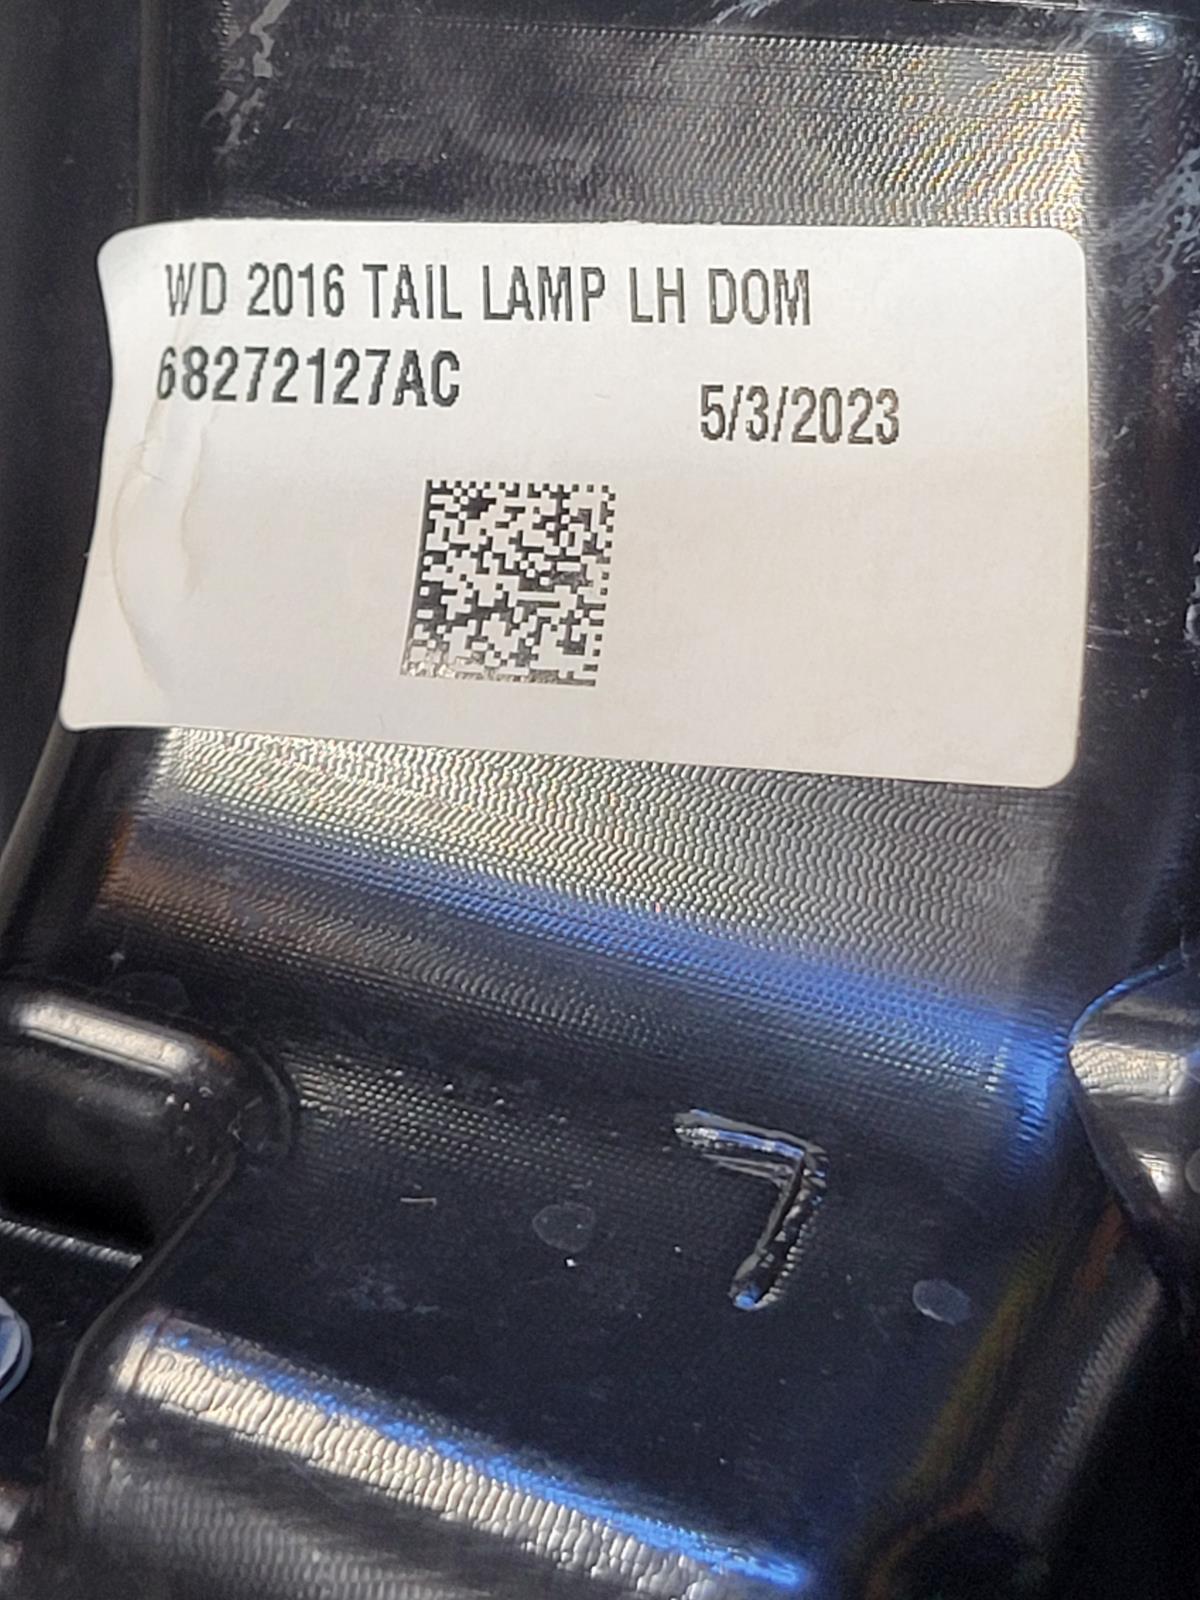 WD 2016 TAIL LAMP LH DOM
68272127AC
5/3/2023
L